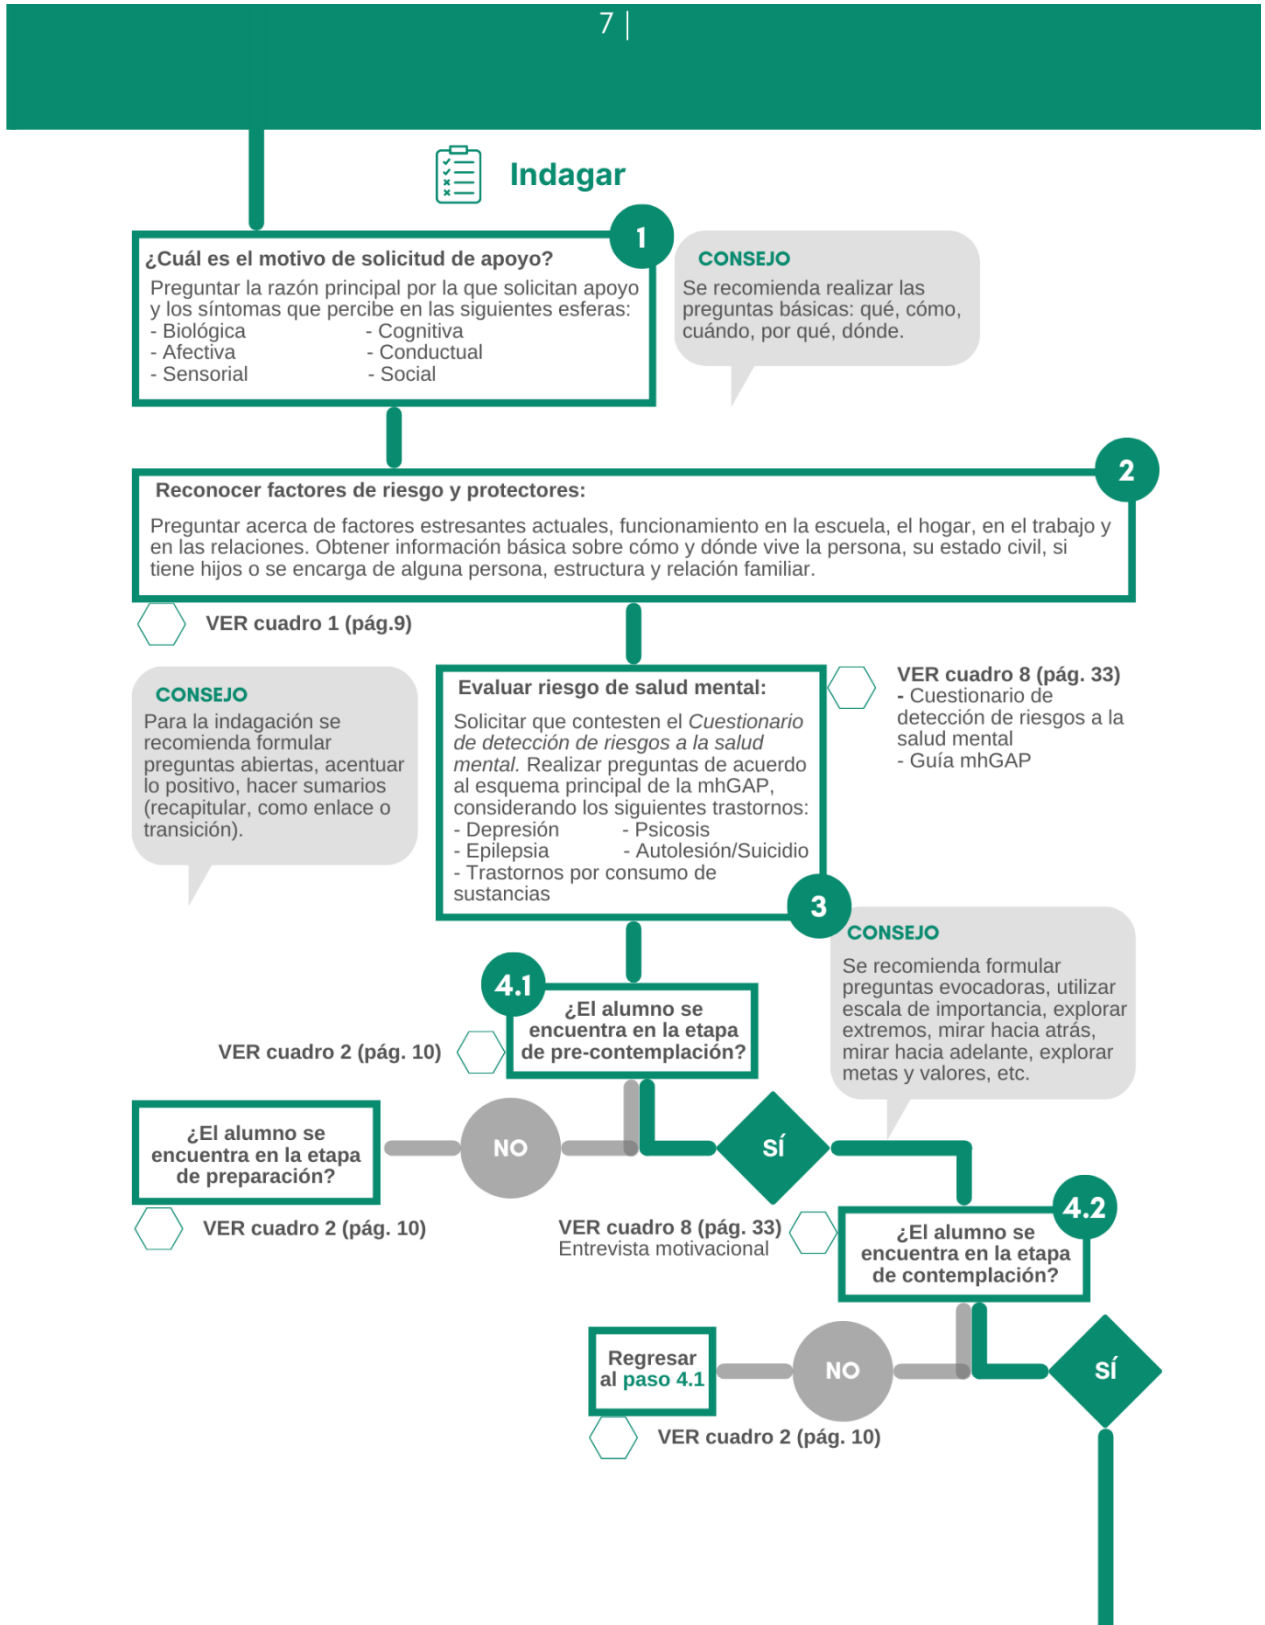 7 |
Indagar
1
¿Cuál es el motivo de solicitud de apoyo?
Preguntar la razón principal por la que solicitan apoyo
y los síntomas que percibe en las siguientes esferas:
- Biológica - Cognitiva
- Afectiva - Conductual
- Sensorial - Social
CONSEJO
Se recomienda realizar las
preguntas básicas: qué, cómo,
cuándo, por qué, dónde.
2
Reconocer factores de riesgo y protectores:
Preguntar acerca de factores estresantes actuales, funcionamiento en la escuela, el hogar, en el trabajo y
en las relaciones. Obtener información básica sobre cómo y dónde vive la persona, su estado civil, si
tiene hijos o se encarga de alguna persona, estructura y relación familiar.
VER cuadro 1 (pág.9)
CONSEJO
Para la indagación se
recomienda formular
preguntas abiertas, acentuar
lo positivo, hacer sumarios
(recapitular, como enlace o
transición).
Evaluar riesgo de salud mental:
Solicitar que contesten el Cuestionario
de detección de riesgos a la salud
mental. Realizar preguntas de acuerdo
al esquema principal de la mhGAP,
considerando los siguientes trastornos:
- Depresión - Psicosis
- Epilepsia - Autolesión/Suicidio
- Trastornos por consumo de
sustancias
3
VER cuadro 8 (pág. 33)
- Cuestionario de
detección de riesgos a la
salud mental
- Guía mhGAP
CONSEJO
Se recomienda formular
preguntas evocadoras, utilizar
escala de importancia, explorar
extremos, mirar hacia atrás,
mirar hacia adelante, explorar
metas y valores, etc.
4.1
¿El alumno se
encuentra en la etapa
de pre-contemplación?
VER cuadro 2 (pág. 10)
¿El alumno se
encuentra en la etapa
de preparación?
NO
SÍ
VER cuadro 2 (pág. 10)
VER cuadro 8 (pág. 33)
Entrevista motivacional
4.2
¿El alumno se
encuentra en la etapa
de contemplación?
Regresar
al paso 4.1
NO
SÍ
VER cuadro 2 (pág. 10)